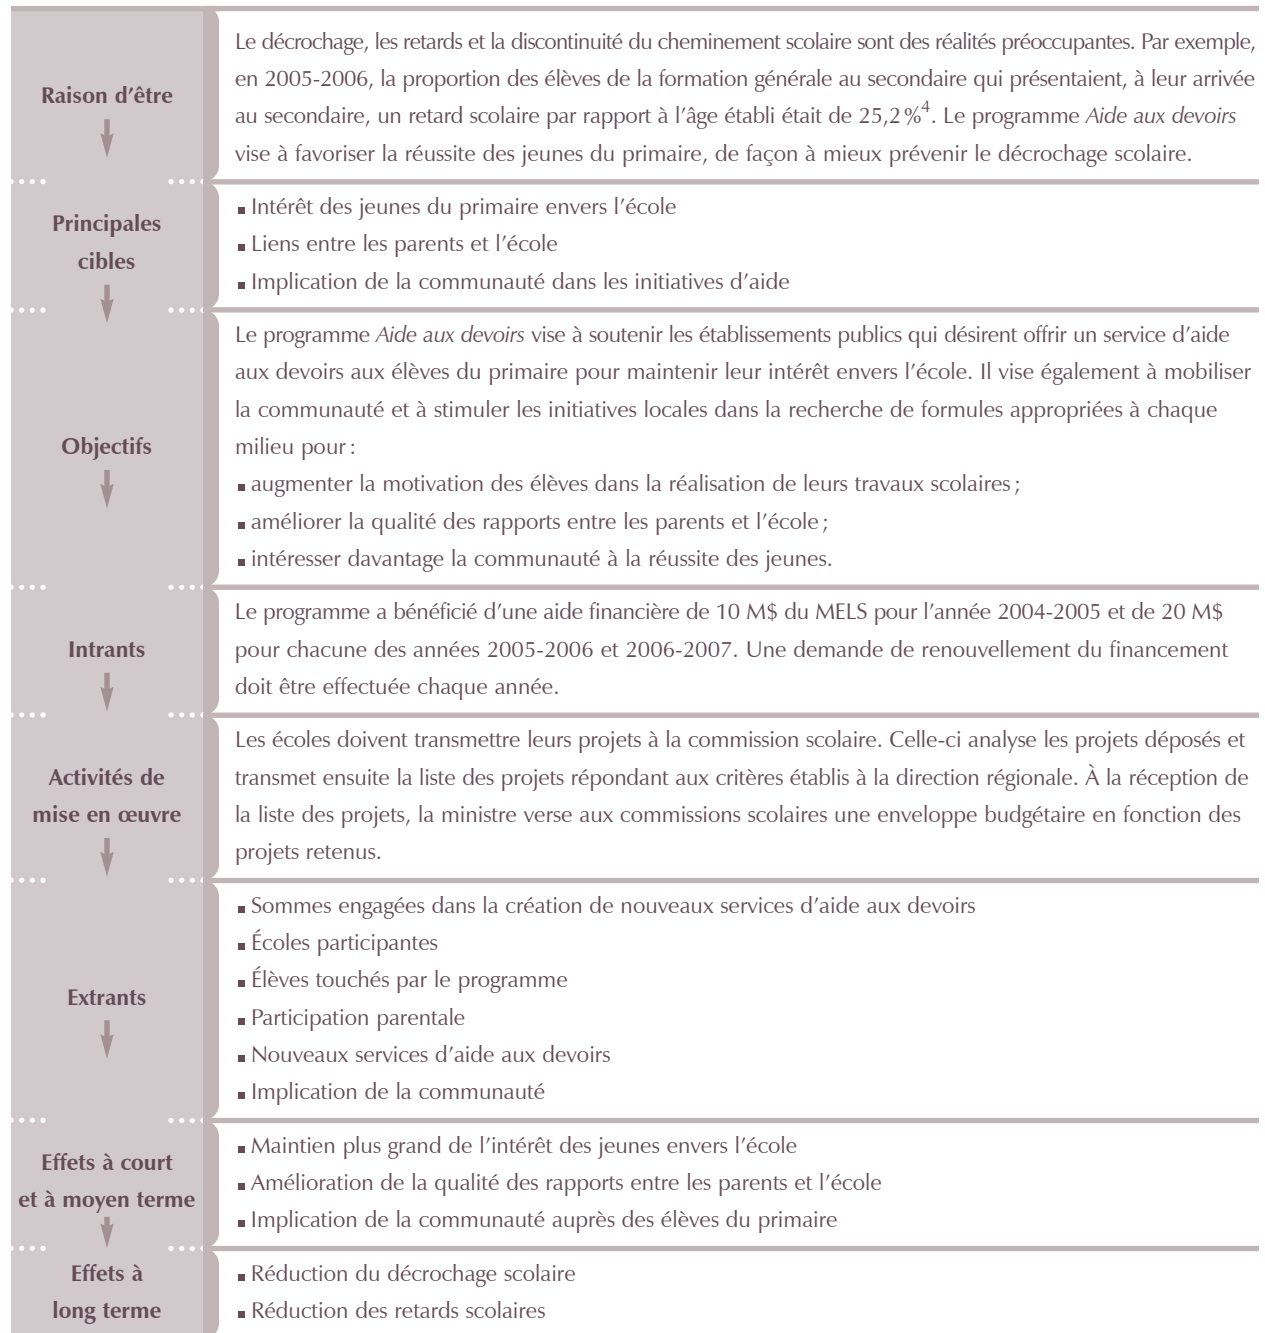 Raison d’être
Le décrochage, les retards et la discontinuité du cheminement scolaire sont des réalités préoccupantes. Par exemple,
en 2005-2006, la proportion des élèves de la formation générale au secondaire qui présentaient, à leur arrivée
au secondaire, un retard scolaire par rapport à l’âge établi était de 25,2 %4. Le programme Aide aux devoirs
vise à favoriser la réussite des jeunes du primaire, de façon à mieux prévenir le décrochage scolaire.
Principales
cibles
■ Intérêt des jeunes du primaire envers l’école
■ Liens entre les parents et l’école
■ Implication de la communauté dans les initiatives d’aide
Objectifs
Le programme Aide aux devoirs vise à soutenir les établissements publics qui désirent offrir un service d’aide
aux devoirs aux élèves du primaire pour maintenir leur intérêt envers l’école. Il vise également à mobiliser
la communauté et à stimuler les initiatives locales dans la recherche de formules appropriées à chaque
milieu pour :
■ augmenter la motivation des élèves dans la réalisation de leurs travaux scolaires ;
■ améliorer la qualité des rapports entre les parents et l’école ;
■ intéresser davantage la communauté à la réussite des jeunes.
Intrants
Le programme a bénéficié d’une aide financière de 10 M$ du MELS pour l’année 2004-2005 et de 20 M$
pour chacune des années 2005-2006 et 2006-2007. Une demande de renouvellement du financement
doit être effectuée chaque année.
Activités de
mise en œuvre
Les écoles doivent transmettre leurs projets à la commission scolaire. Celle-ci analyse les projets déposés et
transmet ensuite la liste des projets répondant aux critères établis à la direction régionale. À la réception de
la liste des projets, la ministre verse aux commissions scolaires une enveloppe budgétaire en fonction des
projets retenus.
Extrants
■ Sommes engagées dans la création de nouveaux services d’aide aux devoirs
■ Écoles participantes
■ Élèves touchés par le programme
■ Participation parentale
■ Nouveaux services d’aide aux devoirs
■ Implication de la communauté
Effets à court
et à moyen terme
■ Maintien plus grand de l’intérêt des jeunes envers l’école
■ Amélioration de la qualité des rapports entre les parents et l’école
■ Implication de la communauté auprès des élèves du primaire
Effets à
long terme
■ Réduction du décrochage scolaire
■ Réduction des retards scolaires